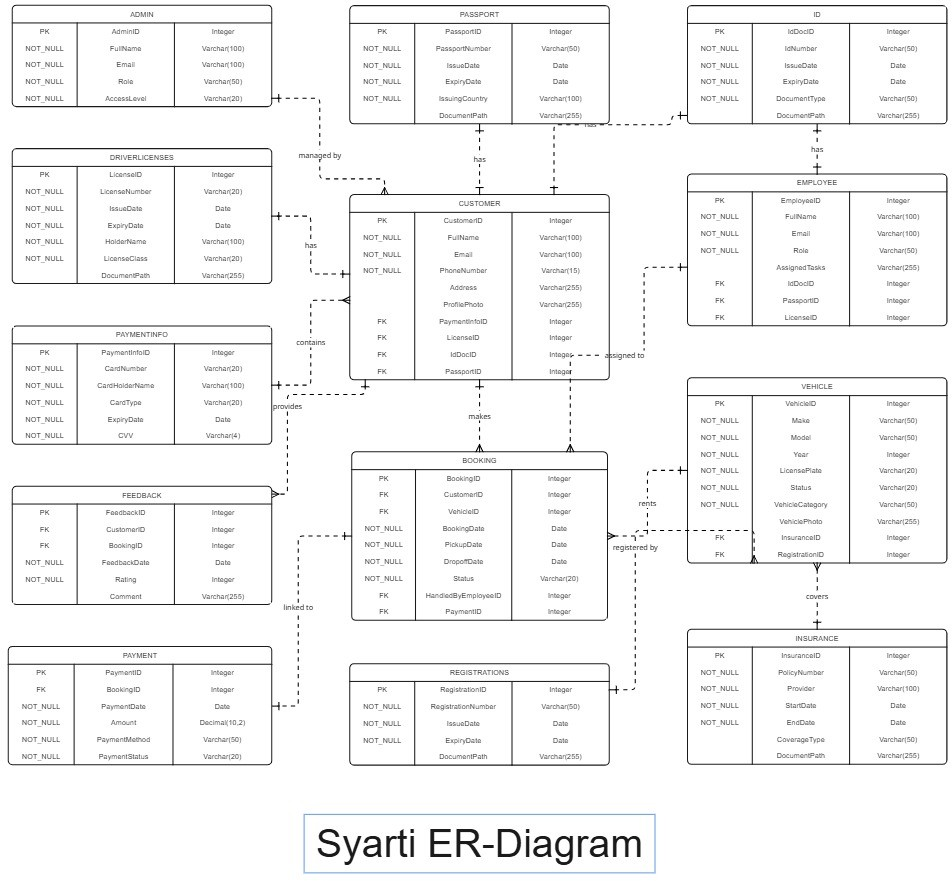 ADMIN
PK AdminID Integer
NOT_NULL FullName Varchar(100)
NOT_NULL Email Varchar(100)
NOT_NULL Role Varchar(50)
NOT_NULL AccessLevel Varchar(20)
PASSPORT
PK PassportID Integer
NOT_NULL PassportNumber Varchar(50)
NOT_NULL IssueDate Date
NOT_NULL ExpiryDate Date
NOT_NULL IssuingCountry Varchar(100)
DocumentPath Varchar(255)
ID
PK IdDocID Integer
NOT_NULL IdNumber Varchar(50)
NOT_NULL IssueDate Date
NOT_NULL ExpiryDate Date
NOT_NULL DocumentType Varchar(50)
DocumentPath Varchar(255)
managed by
has
has
has
DRIVERLICENSES
PK LicenseID Integer
NOT_NULL LicenseNumber Varchar(20)
NOT_NULL IssueDate Date
NOT_NULL ExpiryDate Date
NOT_NULL HolderName Varchar(100)
NOT_NULL LicenseClass Varchar(20)
DocumentPath Varchar(255)
has
CUSTOMER
PK CustomerID Integer
NOT_NULL FullName Varchar(100)
NOT_NULL Email Varchar(100)
NOT_NULL PhoneNumber Varchar(15)
Address Varchar(255)
ProfilePhoto Varchar(255)
FK PaymentInfoID Integer
FK LicenseID Integer
FK IdDocID Integer
FK PassportID Integer
EMPLOYEE
PK EmployeeID Integer
NOT_NULL FullName Varchar(100)
NOT_NULL Email Varchar(100)
NOT_NULL Role Varchar(50)
AssignedTasks Varchar(255)
FK IdDocID Integer
FK PassportID Integer
FK LicenseID Integer
assigned to
PAYMENTINFO
PK PaymentInfoID Integer
NOT_NULL CardNumber Varchar(20)
NOT_NULL CardHolderName Varchar(100)
NOT_NULL CardType Varchar(20)
NOT_NULL ExpiryDate Date
NOT_NULL CVV Varchar(4)
contains
provides
makes
VEHICLE
PK VehicleID Integer
NOT_NULL Make Varchar(50)
NOT_NULL Model Varchar(50)
NOT_NULL Year Integer
NOT_NULL LicensePlate Varchar(20)
NOT_NULL Status Varchar(20)
NOT_NULL VehicleCategory Varchar(50)
VehiclePhoto Varchar(255)
FK InsuranceID Integer
FK RegistrationID Integer
FEEDBACK
PK FeedbackID Integer
FK CustomerID Integer
FK BookingID Integer
NOT_NULL FeedbackDate Date
NOT_NULL Rating Integer
Comment Varchar(255)
BOOKING
PK BookingID Integer
FK CustomerID Integer
FK VehicleID Integer
NOT_NULL BookingDate Date
NOT_NULL PickupDate Date
NOT_NULL DropoffDate Date
NOT_NULL Status Varchar(20)
FK HandledByEmployeeID Integer
FK PaymentID Integer
rents
registered by
covers
linked to
PAYMENT
PK PaymentID Integer
FK BookingID Integer
NOT_NULL PaymentDate Date
NOT_NULL Amount Decimal(10,2)
NOT_NULL PaymentMethod Varchar(50)
NOT_NULL PaymentStatus Varchar(20)
REGISTRATIONS
PK RegistrationID Integer
NOT_NULL RegistrationNumber Varchar(50)
NOT_NULL IssueDate Date
NOT_NULL ExpiryDate Date
DocumentPath Varchar(255)
INSURANCE
PK InsuranceID Integer
NOT_NULL PolicyNumber Varchar(50)
NOT_NULL Provider Varchar(100)
NOT_NULL StartDate Date
NOT_NULL EndDate Date
CoverageType Varchar(50)
DocumentPath Varchar(255)
Syarti ER-Diagram